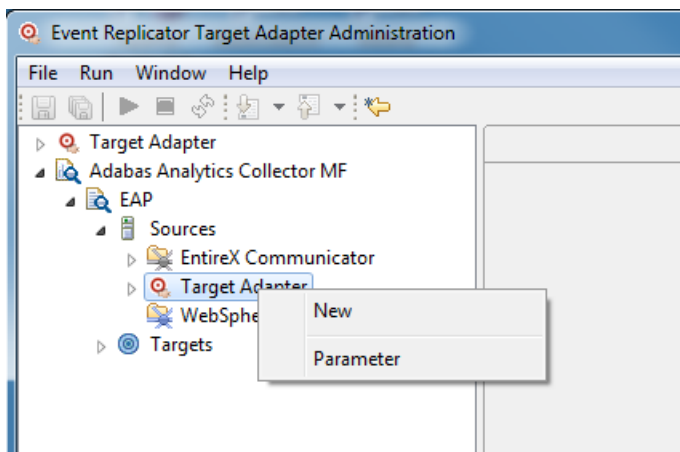 Event Replicator Target Adapter Administration
File Run Window Help
Target Adapter
Adabas Analytics Collector MF
EAP
Sources
EntireX Communicator
Target Adapter
New
Parameter
Targets